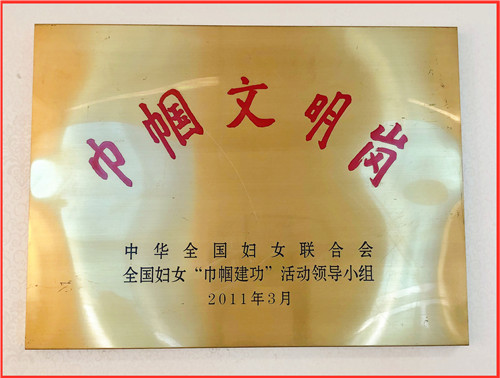 巾帼文明岗
中华全国妇女联合会
全国妇女“巾帼建功”活动领导小组
2011年3月